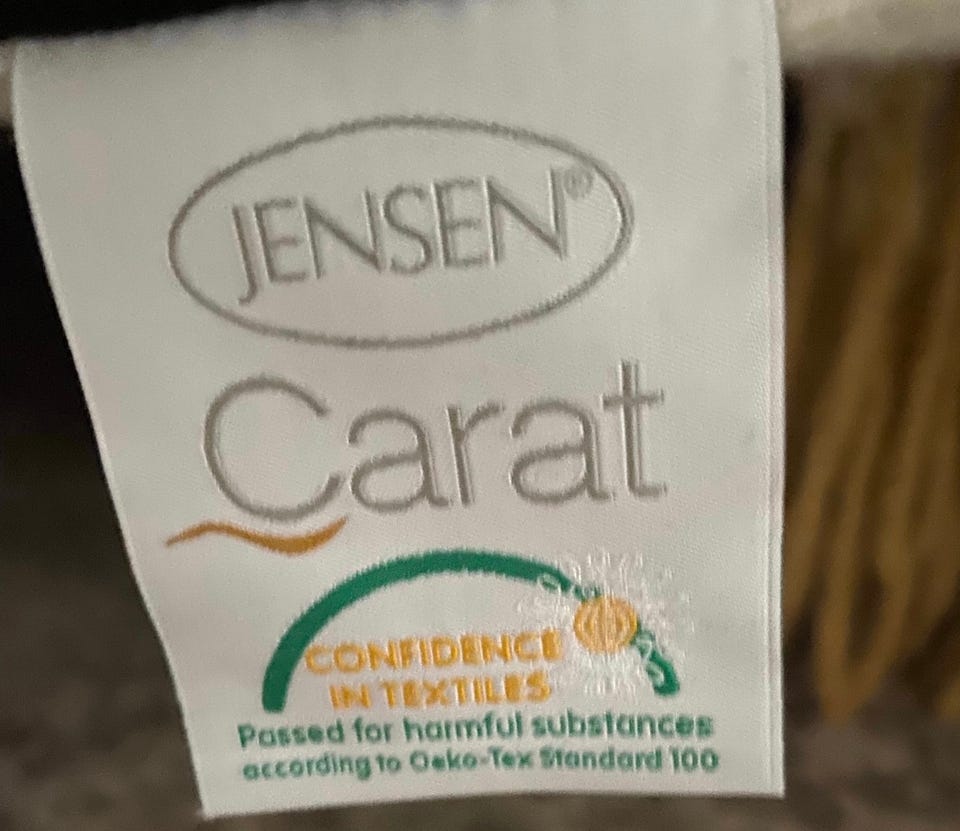 JENSEN®
Carat
CONFIDENCE
IN TEXTILES
Passed for harmful substances
according to Oeko-Tex Standard 100